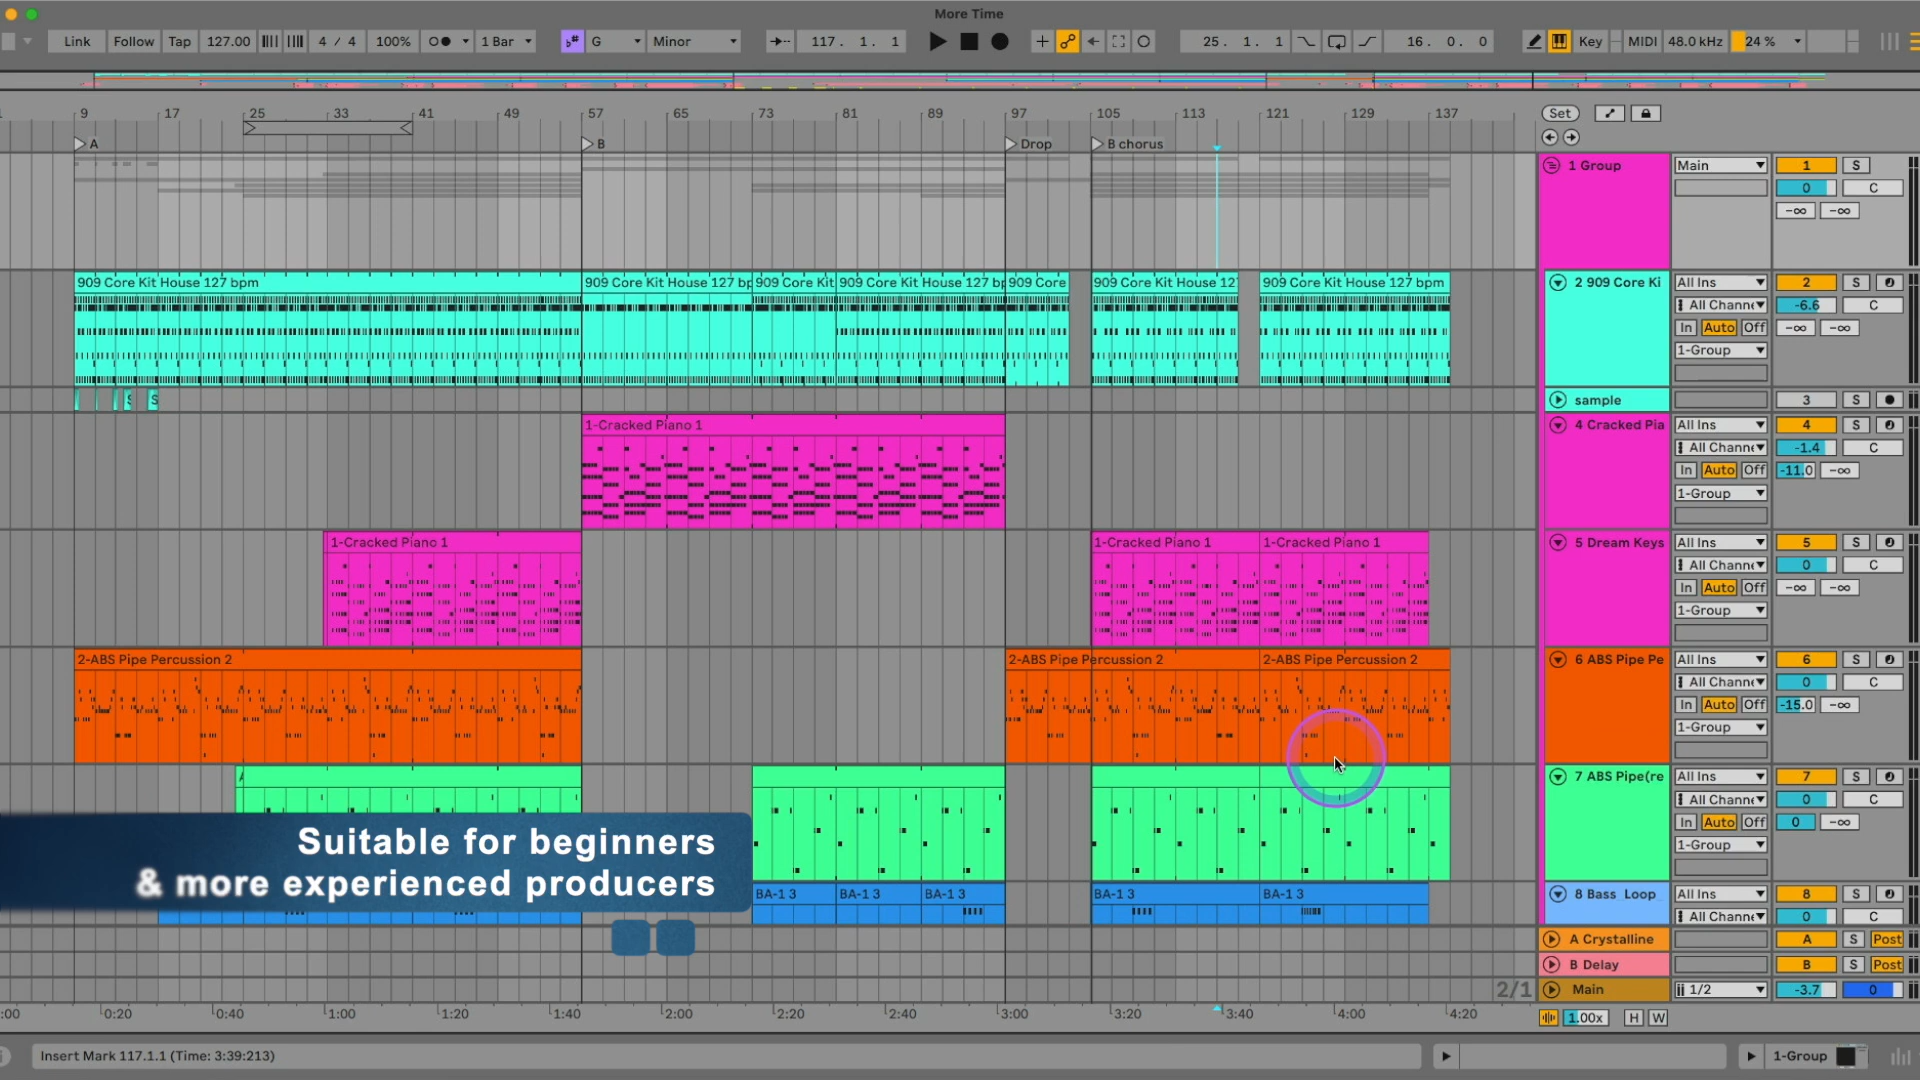 More Time
Link Follow Tap 127.00 4 / 4 100% 1 Bar G Minor 117. 1. 1 25. 1. 1 16. 0. 0 Key MIDI 48.0 kHz 24 %
9 17 25 33 41 49 57 65 73 81 89 97 105 113 121 129 137 Set
A B Drop B chorus
1 Group Main 1 S
0 C
-∞ -∞
909 Core Kit House 127 bpm 909 Core Kit House 127 bp 909 Core Kit 909 Core Kit House 127 bp 909 Core 909 Core Kit House 12 909 Core Kit House 127 bpm 2 909 Core Ki All Ins 2 S
All Channe -6.6 C
In Auto Off -∞ -∞
1-Group
S S sample 3 S
1-Cracked Piano 1 4 Cracked Pia All Ins 4 S
All Channe -1.4 C
In Auto Off -11.0 -∞
1-Group
1-Cracked Piano 1 1-Cracked Piano 1 1-Cracked Piano 1 5 Dream Keys All Ins 5 S
All Channe 0 C
In Auto Off -∞ -∞
1-Group
2-ABS Pipe Percussion 2 2-ABS Pipe Percussion 2 2-ABS Pipe Percussion 2 6 ABS Pipe Pe All Ins 6 S
All Channe 0 C
In Auto Off -15.0 -∞
1-Group
7 ABS Pipe(re All Ins 7 S
All Channe 0 C
In Auto Off 0 -∞
1-Group
Suitable for beginners
& more experienced producers
BA-1 3 BA-1 3 BA-1 3 BA-1 3 BA-1 3 8 Bass_Loop All Ins 8 S
All Channe 0 C
A Crystalline A S Post
B Delay B S Post
2/1 Main 1/2 -3.7 0
:00 0:20 0:40 1:00 1:20 1:40 2:00 2:20 2:40 3:00 3:20 3:40 4:00 4:20 1.00x H W
Insert Mark 117.1.1 (Time: 3:39:213) 1-Group